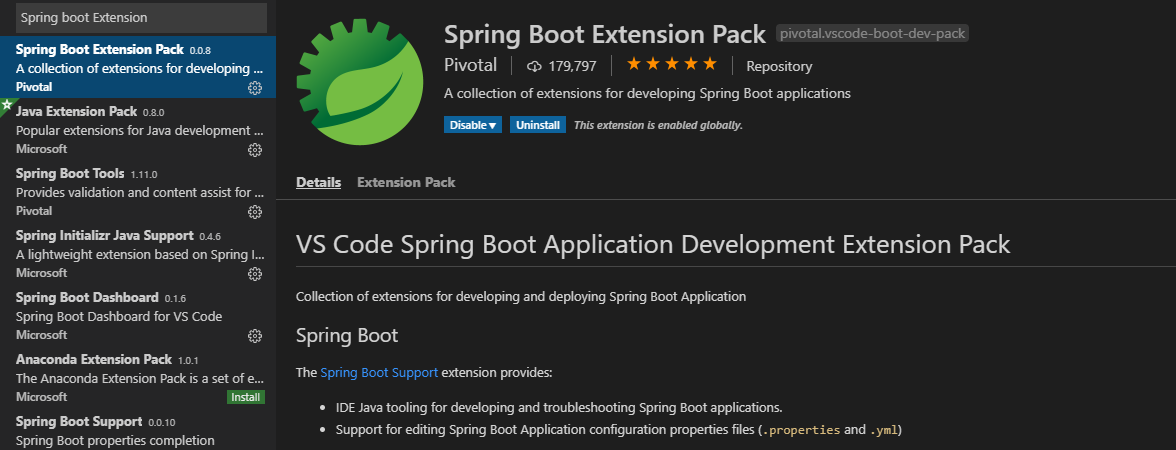 Spring boot Extension
Spring Boot Extension Pack 0.0.8
A collection of extensions for developing ...
Pivotal
Java Extension Pack 0.8.0
Popular extensions for Java development ...
Microsoft
Spring Boot Tools 1.11.0
Provides validation and content assist for ...
Pivotal
Spring Initializr Java Support 0.4.6
A lightweight extension based on Spring I...
Microsoft
Spring Boot Dashboard 0.1.6
Spring Boot Dashboard for VS Code
Microsoft
Anaconda Extension Pack 1.0.1
The Anaconda Extension Pack is a set of e...
Microsoft Install
Spring Boot Support 0.0.10
Spring Boot properties completion
Spring Boot Extension Pack pivotal.vscode-boot-dev-pack
Pivotal 179,797 Repository
A collection of extensions for developing Spring Boot applications
Disable Uninstall This extension is enabled globally.
Details Extension Pack
VS Code Spring Boot Application Development Extension Pack
Collection of extensions for developing and deploying Spring Boot Application
Spring Boot
The Spring Boot Support extension provides:
• IDE Java tooling for developing and troubleshooting Spring Boot applications.
• Support for editing Spring Boot Application configuration properties files (.properties and .yml)